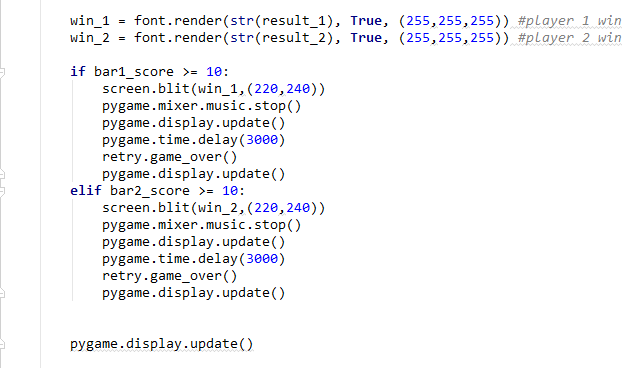 win_1 = font.render(str(result_1), True, (255,255,255)) #player 1 win
win_2 = font.render(str(result_2), True, (255,255,255)) #player 2 win
if bar1_score >= 10:
    screen.blit(win_1,(220,240))
    pygame.mixer.music.stop()
    pygame.display.update()
    pygame.time.delay(3000)
    retry.game_over()
    pygame.display.update()
elif bar2_score >= 10:
    screen.blit(win_2,(220,240))
    pygame.mixer.music.stop()
    pygame.display.update()
    pygame.time.delay(3000)
    retry.game_over()
    pygame.display.update()
pygame.display.update()